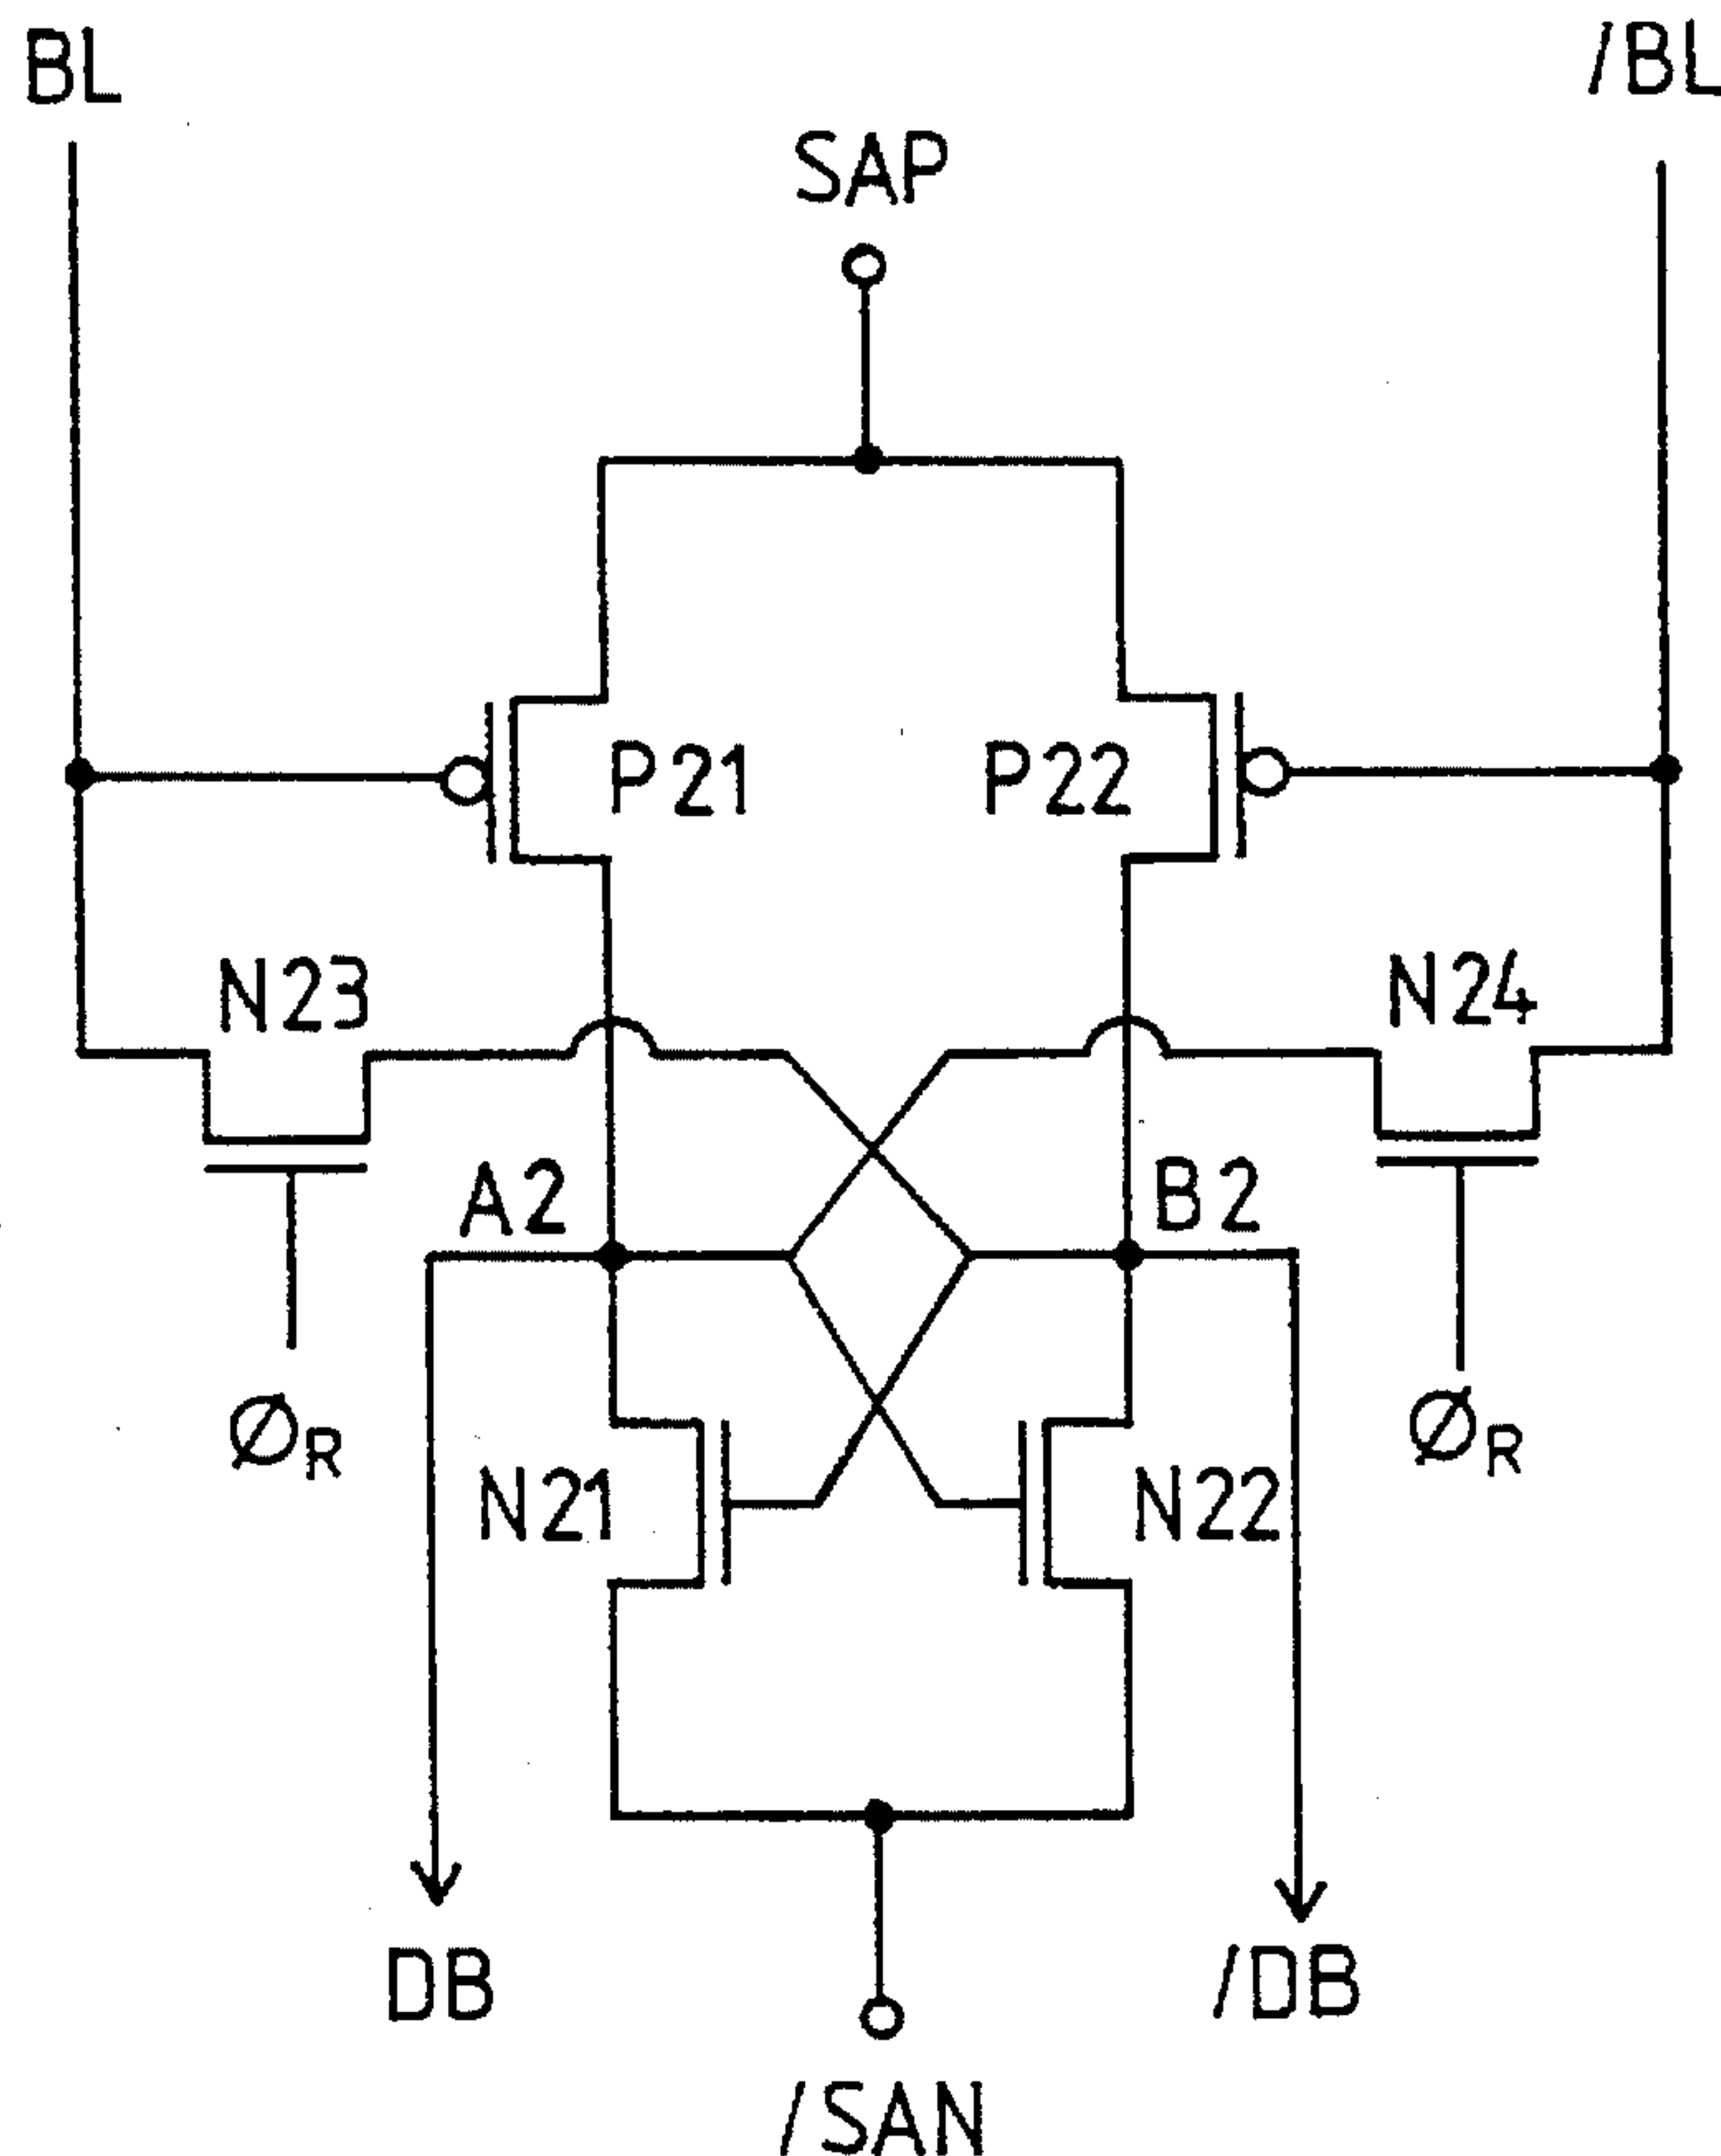 BL
/BL
SAP
P21
P22
N23
N24
A2
B2
ØR
ØR
N21
N22
DB
/DB
/SAN